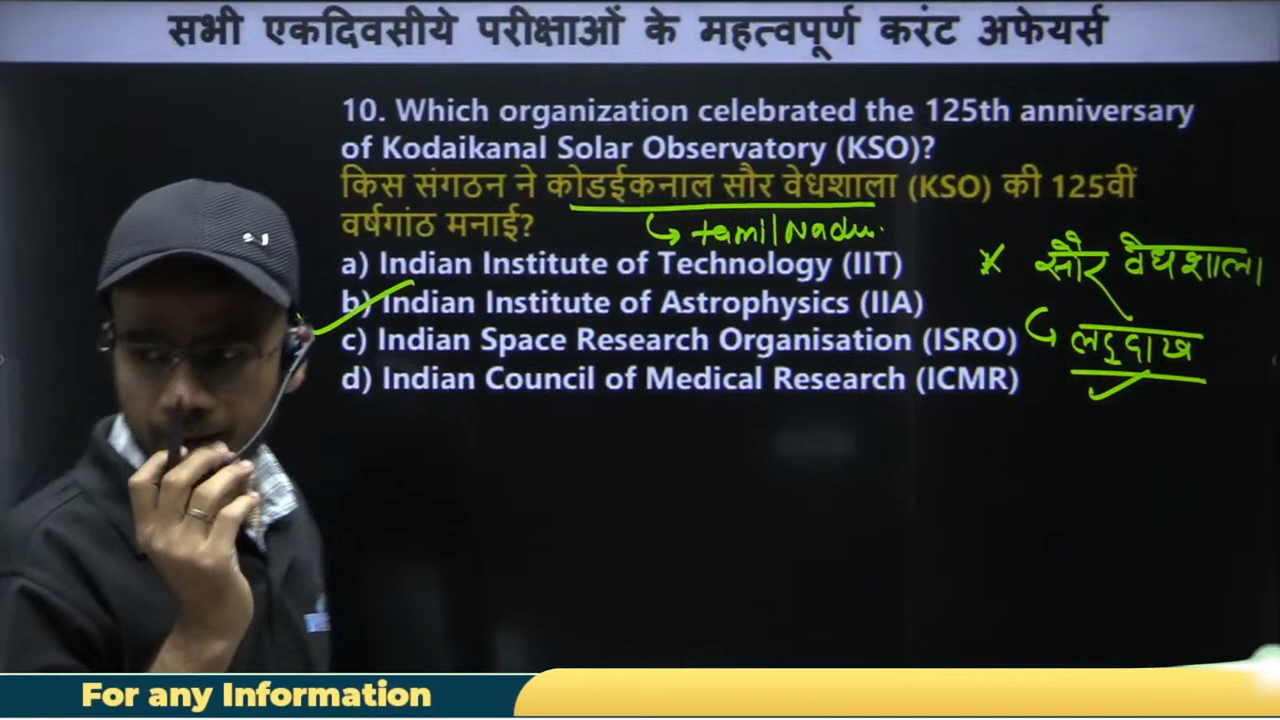 सभी एकदिवसीये परीक्षाओं के महत्वपूर्ण करंट अफेयर्स
10. Which organization celebrated the 125th anniversary
of Kodaikanal Solar Observatory (KSO)?
किस संगठन ने कोडईकनाल सौर वेधशाला (KSO) की 125वीं
वर्षगांठ मनाई?
tamil Nadu.
a) Indian Institute of Technology (IIT)
b) Indian Institute of Astrophysics (IIA)
c) Indian Space Research Organisation (ISRO)
d) Indian Council of Medical Research (ICMR)
सौर वेधशाला
लद्दाख
For any Information